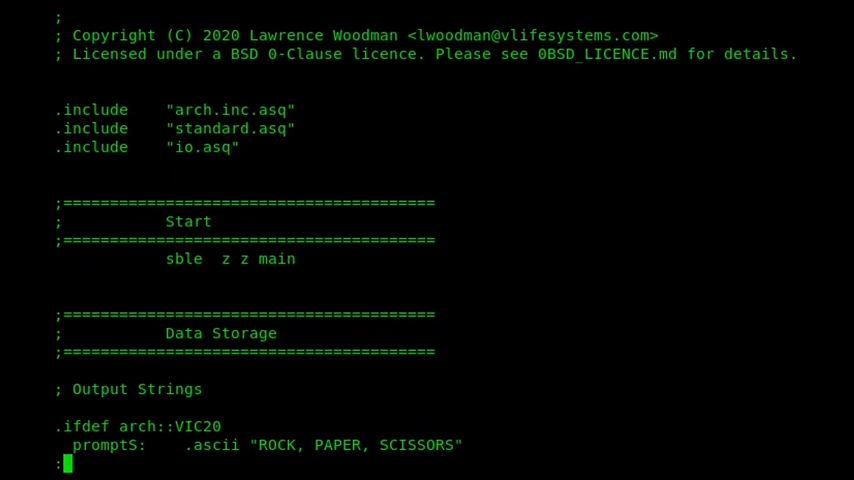 ;
; Copyright (C) 2020 Lawrence Woodman <lwoodman@vlifesystems.com>
; Licensed under a BSD 0-Clause licence. Please see 0BSD_LICENCE.md for details.
.include    "arch.inc.asq"
.include    "standard.asq"
.include    "io.asq"
;========================================
;           Start
;========================================
            sble  z z main
;========================================
;           Data Storage
;========================================
; Output Strings
.ifdef arch::VIC20
  promptS:    .ascii "ROCK, PAPER, SCISSORS"
: